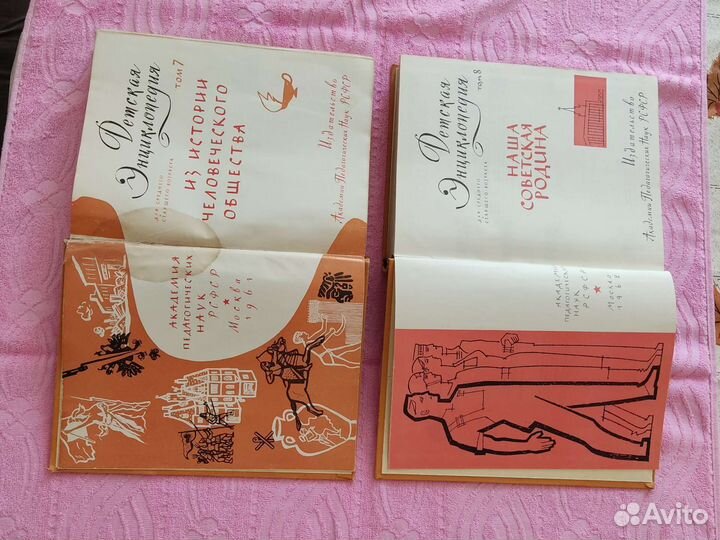 Детская
Энциклопедия
том 7
для среднего
и старшего возраста
ИЗ ИСТОРИИ
ЧЕЛОВЕЧЕСКОГО
ОБЩЕСТВА
Издательство
Академии Педагогических Наук РСФСР
АКАДЕМИЯ
ПЕДАГОГИЧЕСКИХ
НАУК
РСФСР
Москва
1961
Детская
Энциклопедия
том 8
для среднего
и старшего возраста
НАША
СОВЕТСКАЯ
РОДИНА
Издательство
Академии Педагогических Наук РСФСР
АКАДЕМИЯ
ПЕДАГОГИЧЕСКИХ
НАУК
РСФСР
Москва
1962
Avito